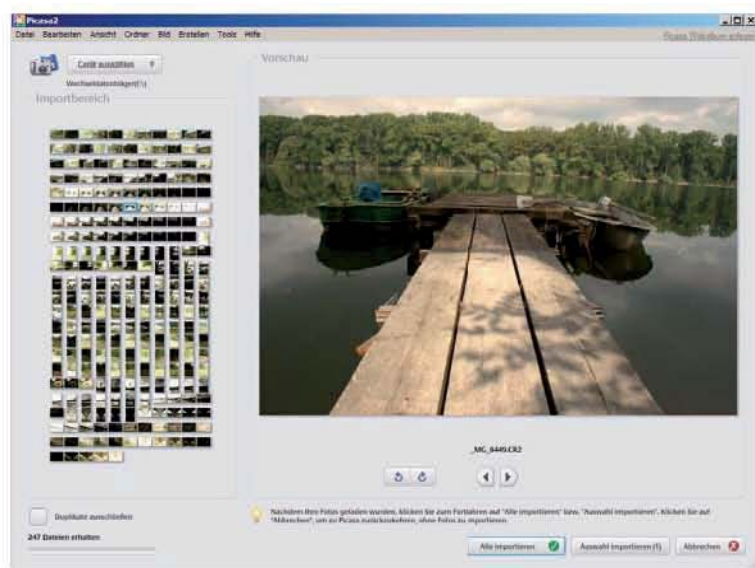 Picasa2
Datei Bearbeiten Ansicht Ordner Bild Erstellen Tools Hilfe
Gerät auswählen
Vorschau
Importbereich
_MG_8449.CR2
Duplikate ausschließen
Nachdem Ihre Fotos geladen wurden, klicken Sie zum Fortfahren auf "Alle importieren" bzw. "Auswahl importieren". Klicken Sie auf
"Abbrechen", um zu Picasa zurückzukehren, ohne Fotos zu importieren.
247 Dateien erhalten
Alle importieren Auswahl importieren (1) Abbrechen